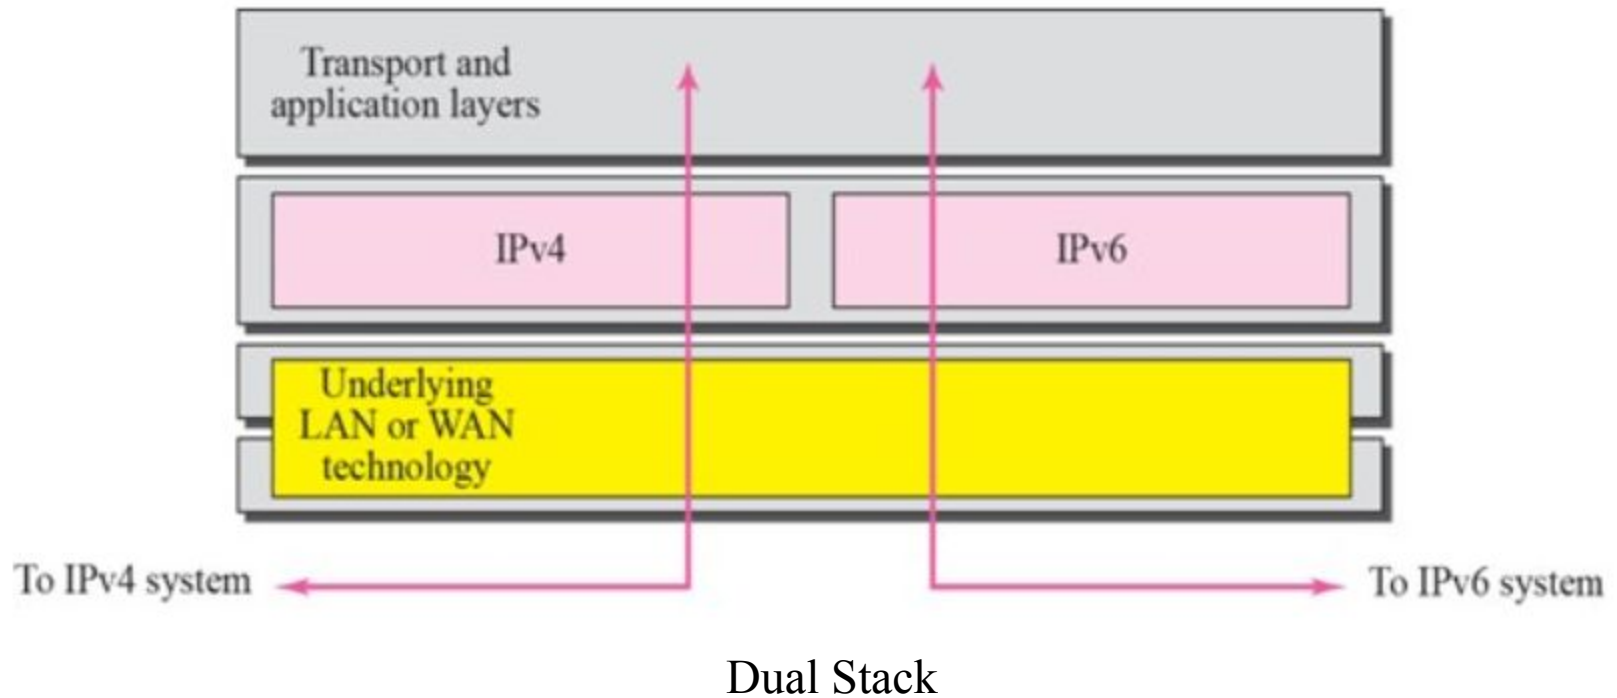 Transport and
application layers
IPv4
IPv6
Underlying
LAN or WAN
technology
To IPv4 system
To IPv6 system
Dual Stack